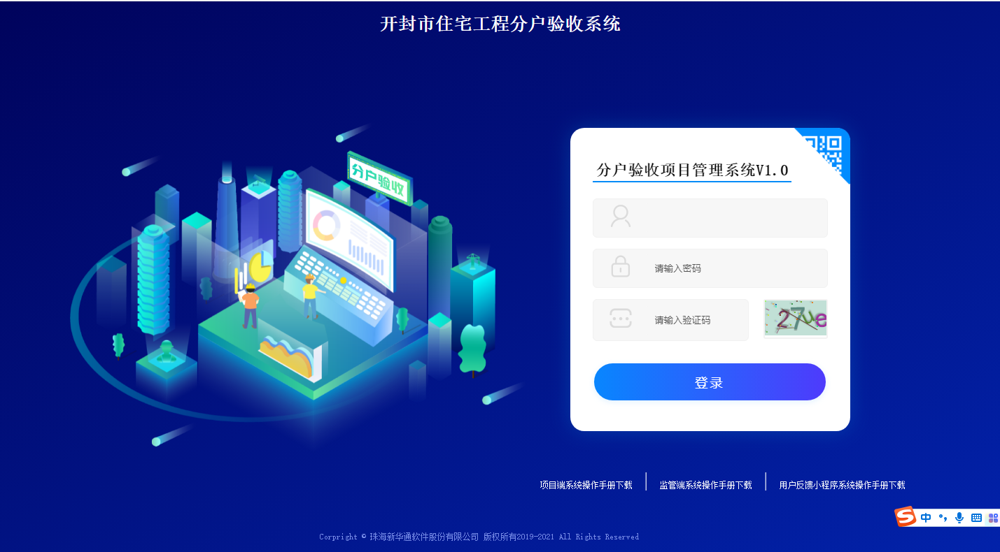 开封市住宅工程分户验收系统
分户验收
分户验收项目管理系统V1.0
请输入密码
请输入验证码
27ue
登录
项目端系统操作手册下载
监管端系统操作手册下载
用户反馈小程序系统操作手册下载
中
Corpright © 珠海新华通软件股份有限公司 版权所有2019-2021 All Rights Reserved